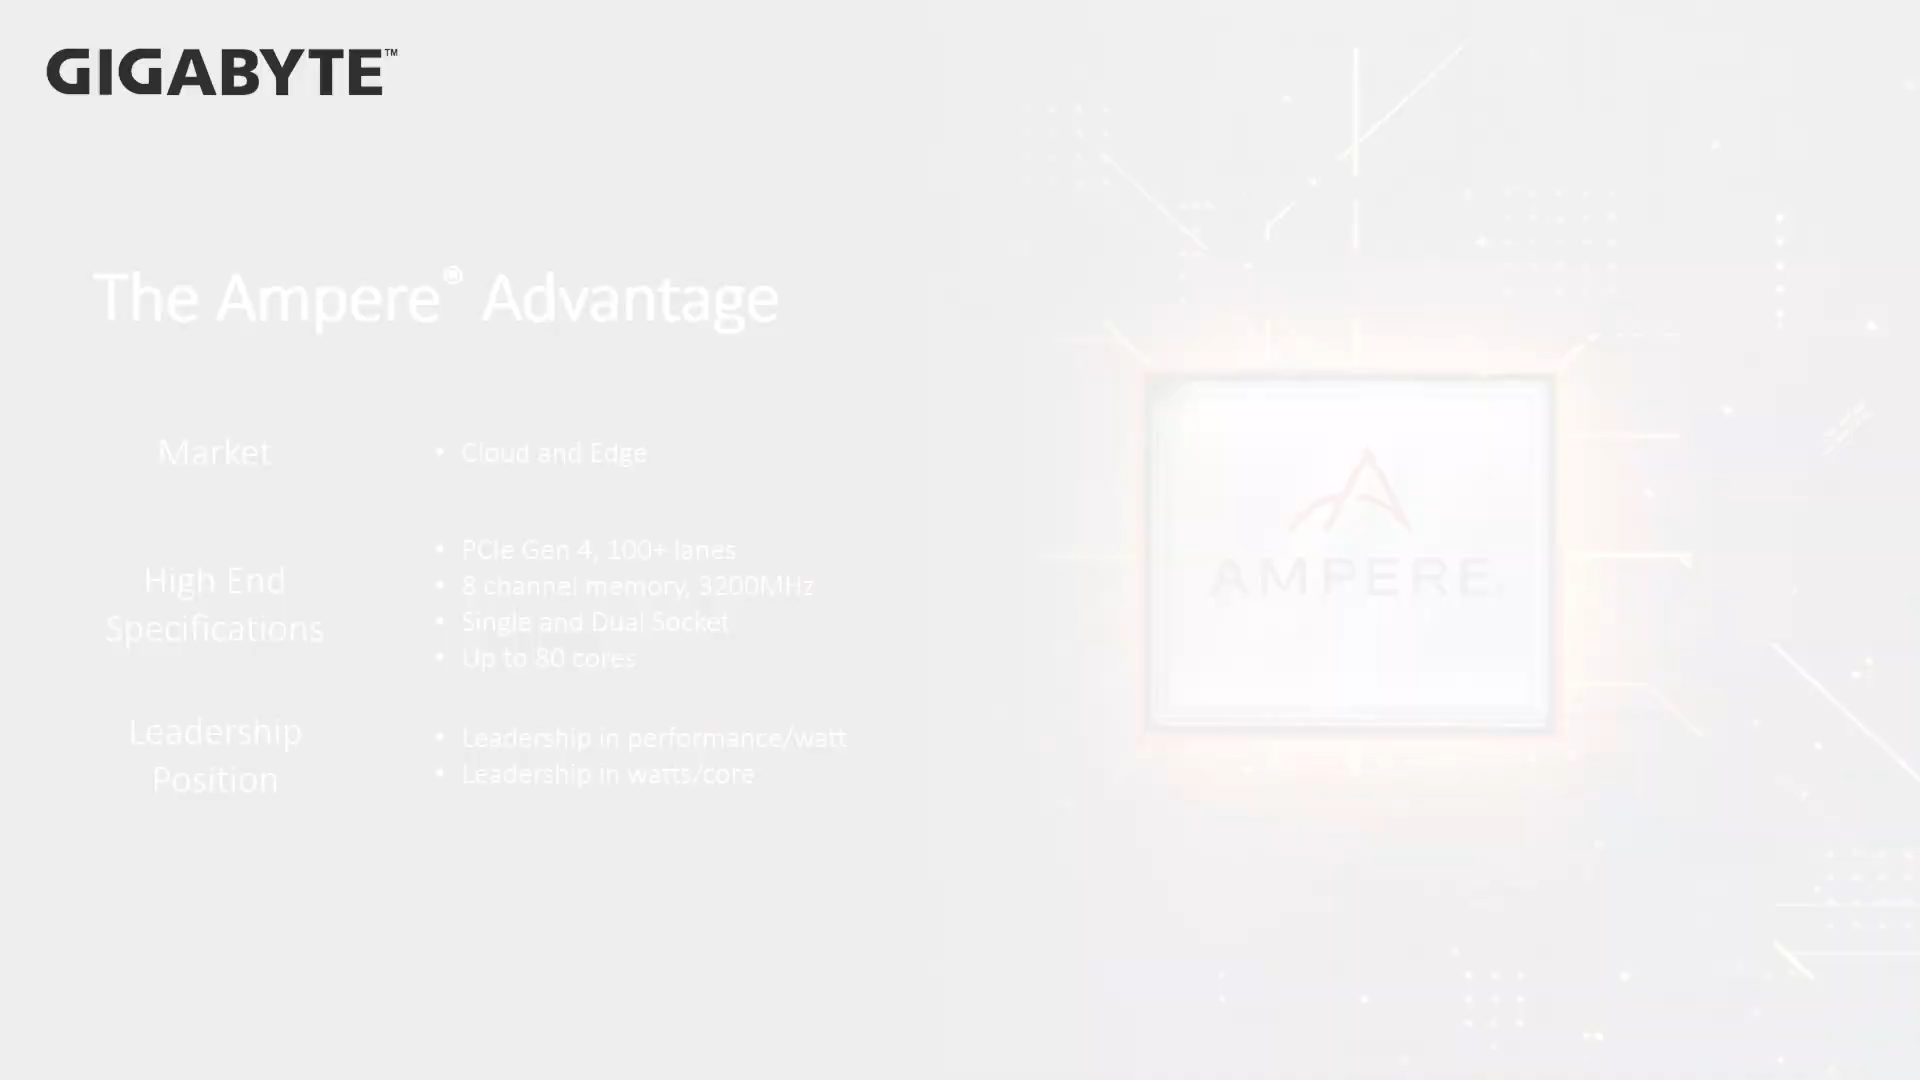 GIGABYTE™
The Ampere® Advantage
Market
• Cloud and Edge
High End
Specifications
• PCIe Gen 4, 100+ lanes
• 8 channel memory, 3200MHz
• Single and Dual Socket
• Up to 80 cores
Leadership
Position
• Leadership in performance/watt
• Leadership in watts/core
AMPERE.